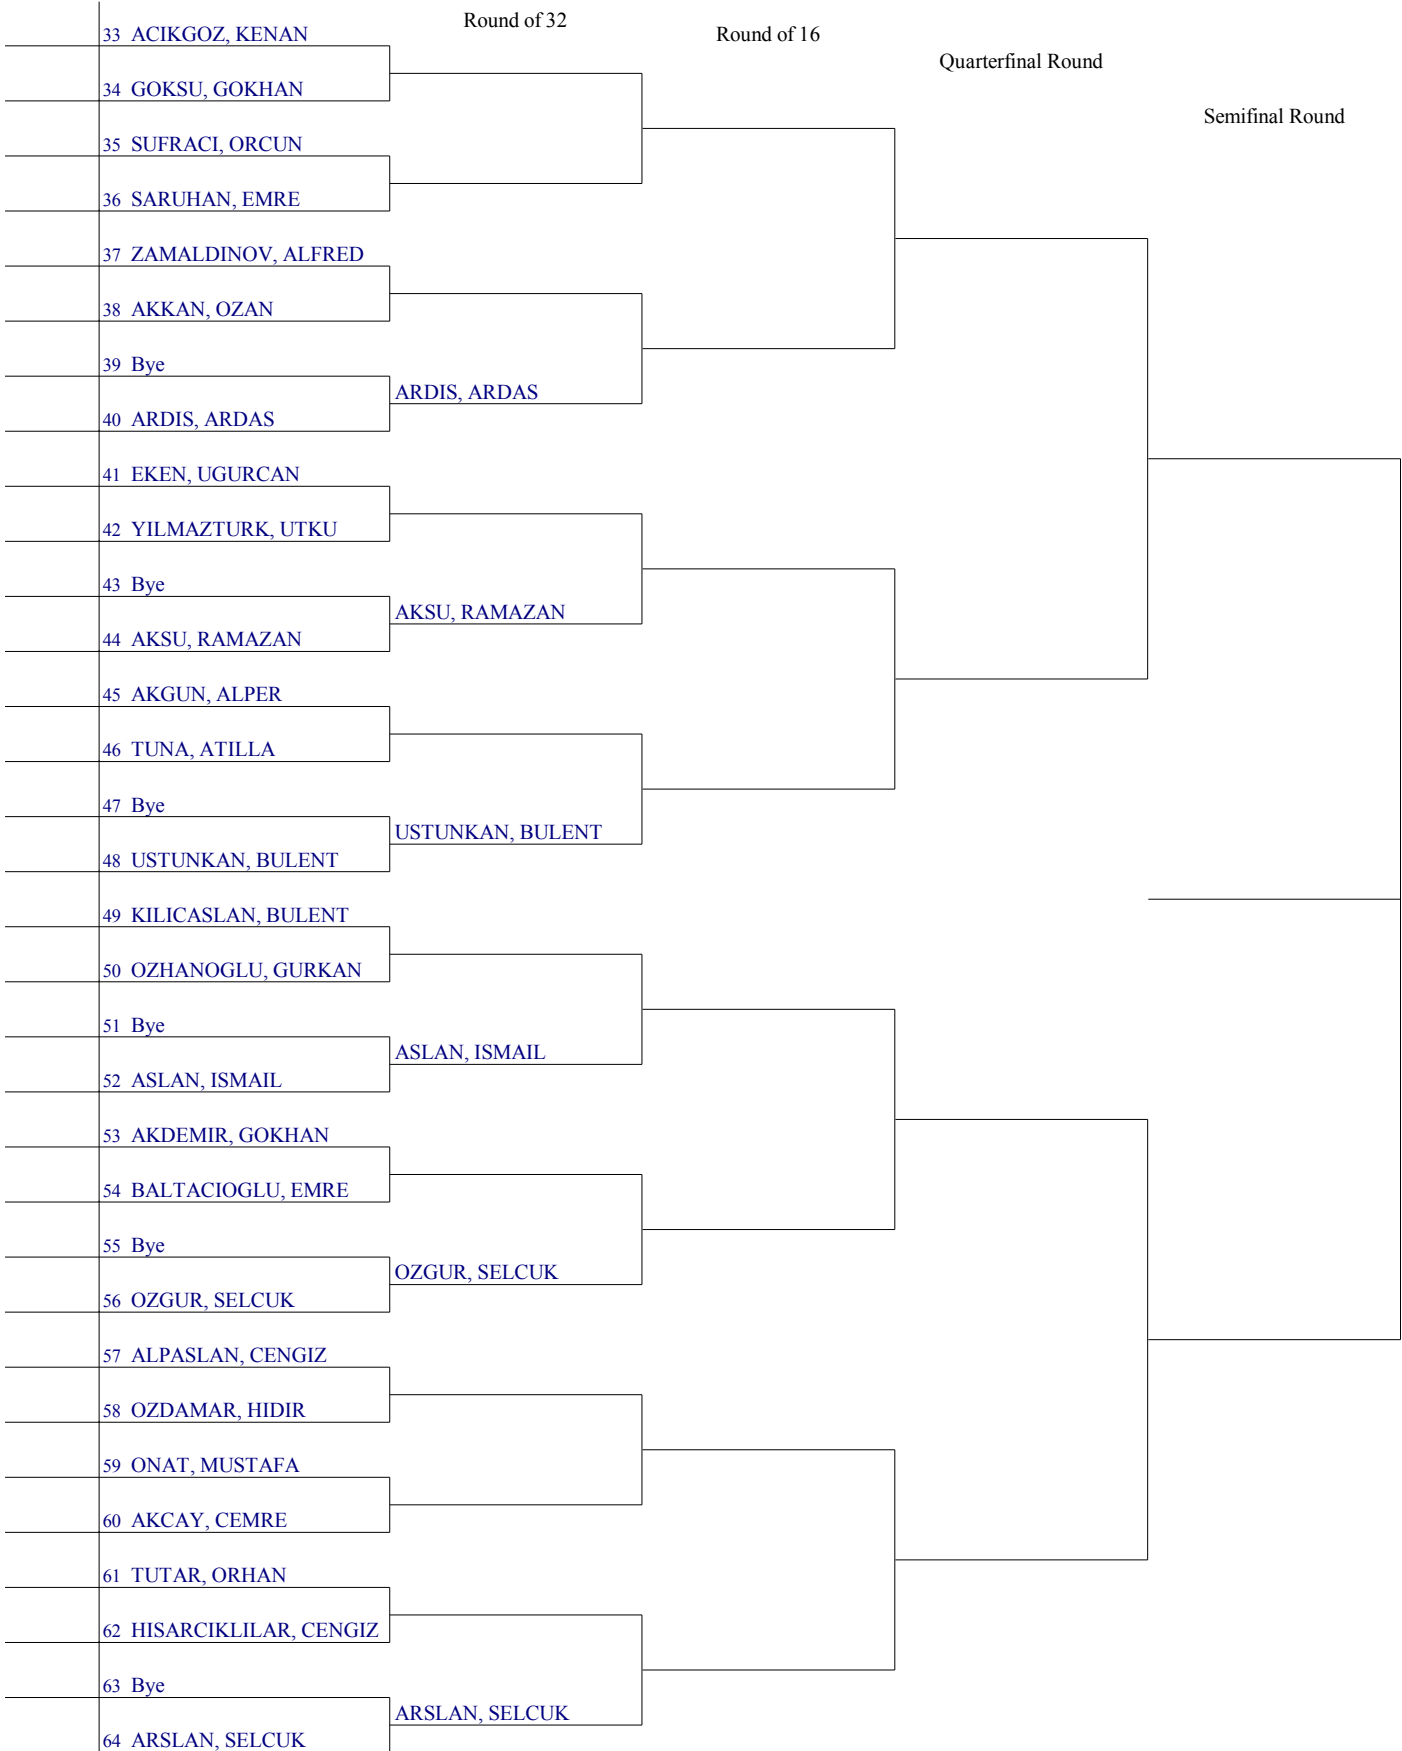 Round of 32
Round of 16
Quarterfinal Round
Semifinal Round
33 ACIKGOZ, KENAN
34 GOKSU, GOKHAN
35 SUFRACI, ORCUN
36 SARUHAN, EMRE
37 ZAMALDINOV, ALFRED
38 AKKAN, OZAN
39 Bye
ARDIS, ARDAS
40 ARDIS, ARDAS
41 EKEN, UGURCAN
42 YILMAZTURK, UTKU
43 Bye
AKSU, RAMAZAN
44 AKSU, RAMAZAN
45 AKGUN, ALPER
46 TUNA, ATILLA
47 Bye
USTUNKAN, BULENT
48 USTUNKAN, BULENT
49 KILICASLAN, BULENT
50 OZHANOGLU, GURKAN
51 Bye
ASLAN, ISMAIL
52 ASLAN, ISMAIL
53 AKDEMIR, GOKHAN
54 BALTACIOGLU, EMRE
55 Bye
OZGUR, SELCUK
56 OZGUR, SELCUK
57 ALPASLAN, CENGIZ
58 OZDAMAR, HIDIR
59 ONAT, MUSTAFA
60 AKCAY, CEMRE
61 TUTAR, ORHAN
62 HISARCIKLILAR, CENGIZ
63 Bye
ARSLAN, SELCUK
64 ARSLAN, SELCUK